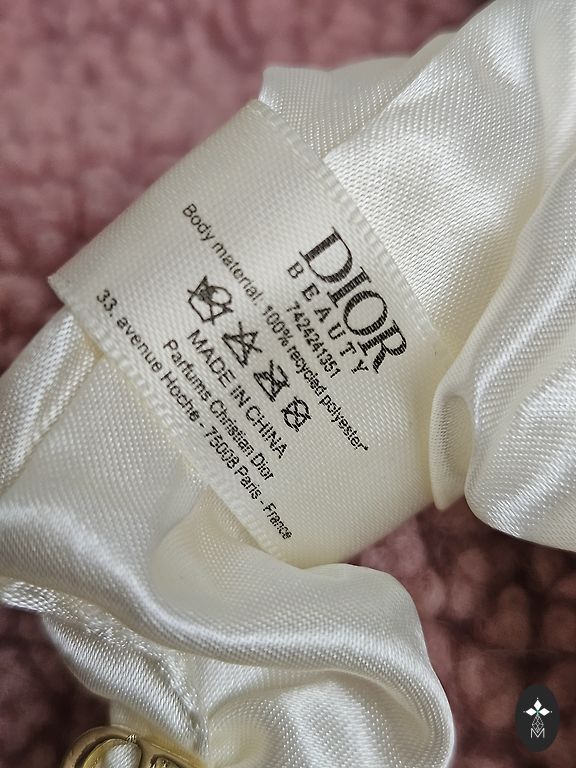 DIOR
BEAUTY
7424241351
Body material: 100% recycled polyester*
MADE IN CHINA
Parfums Christian Dior
33, avenue Hoche - 75008 Paris - France
M